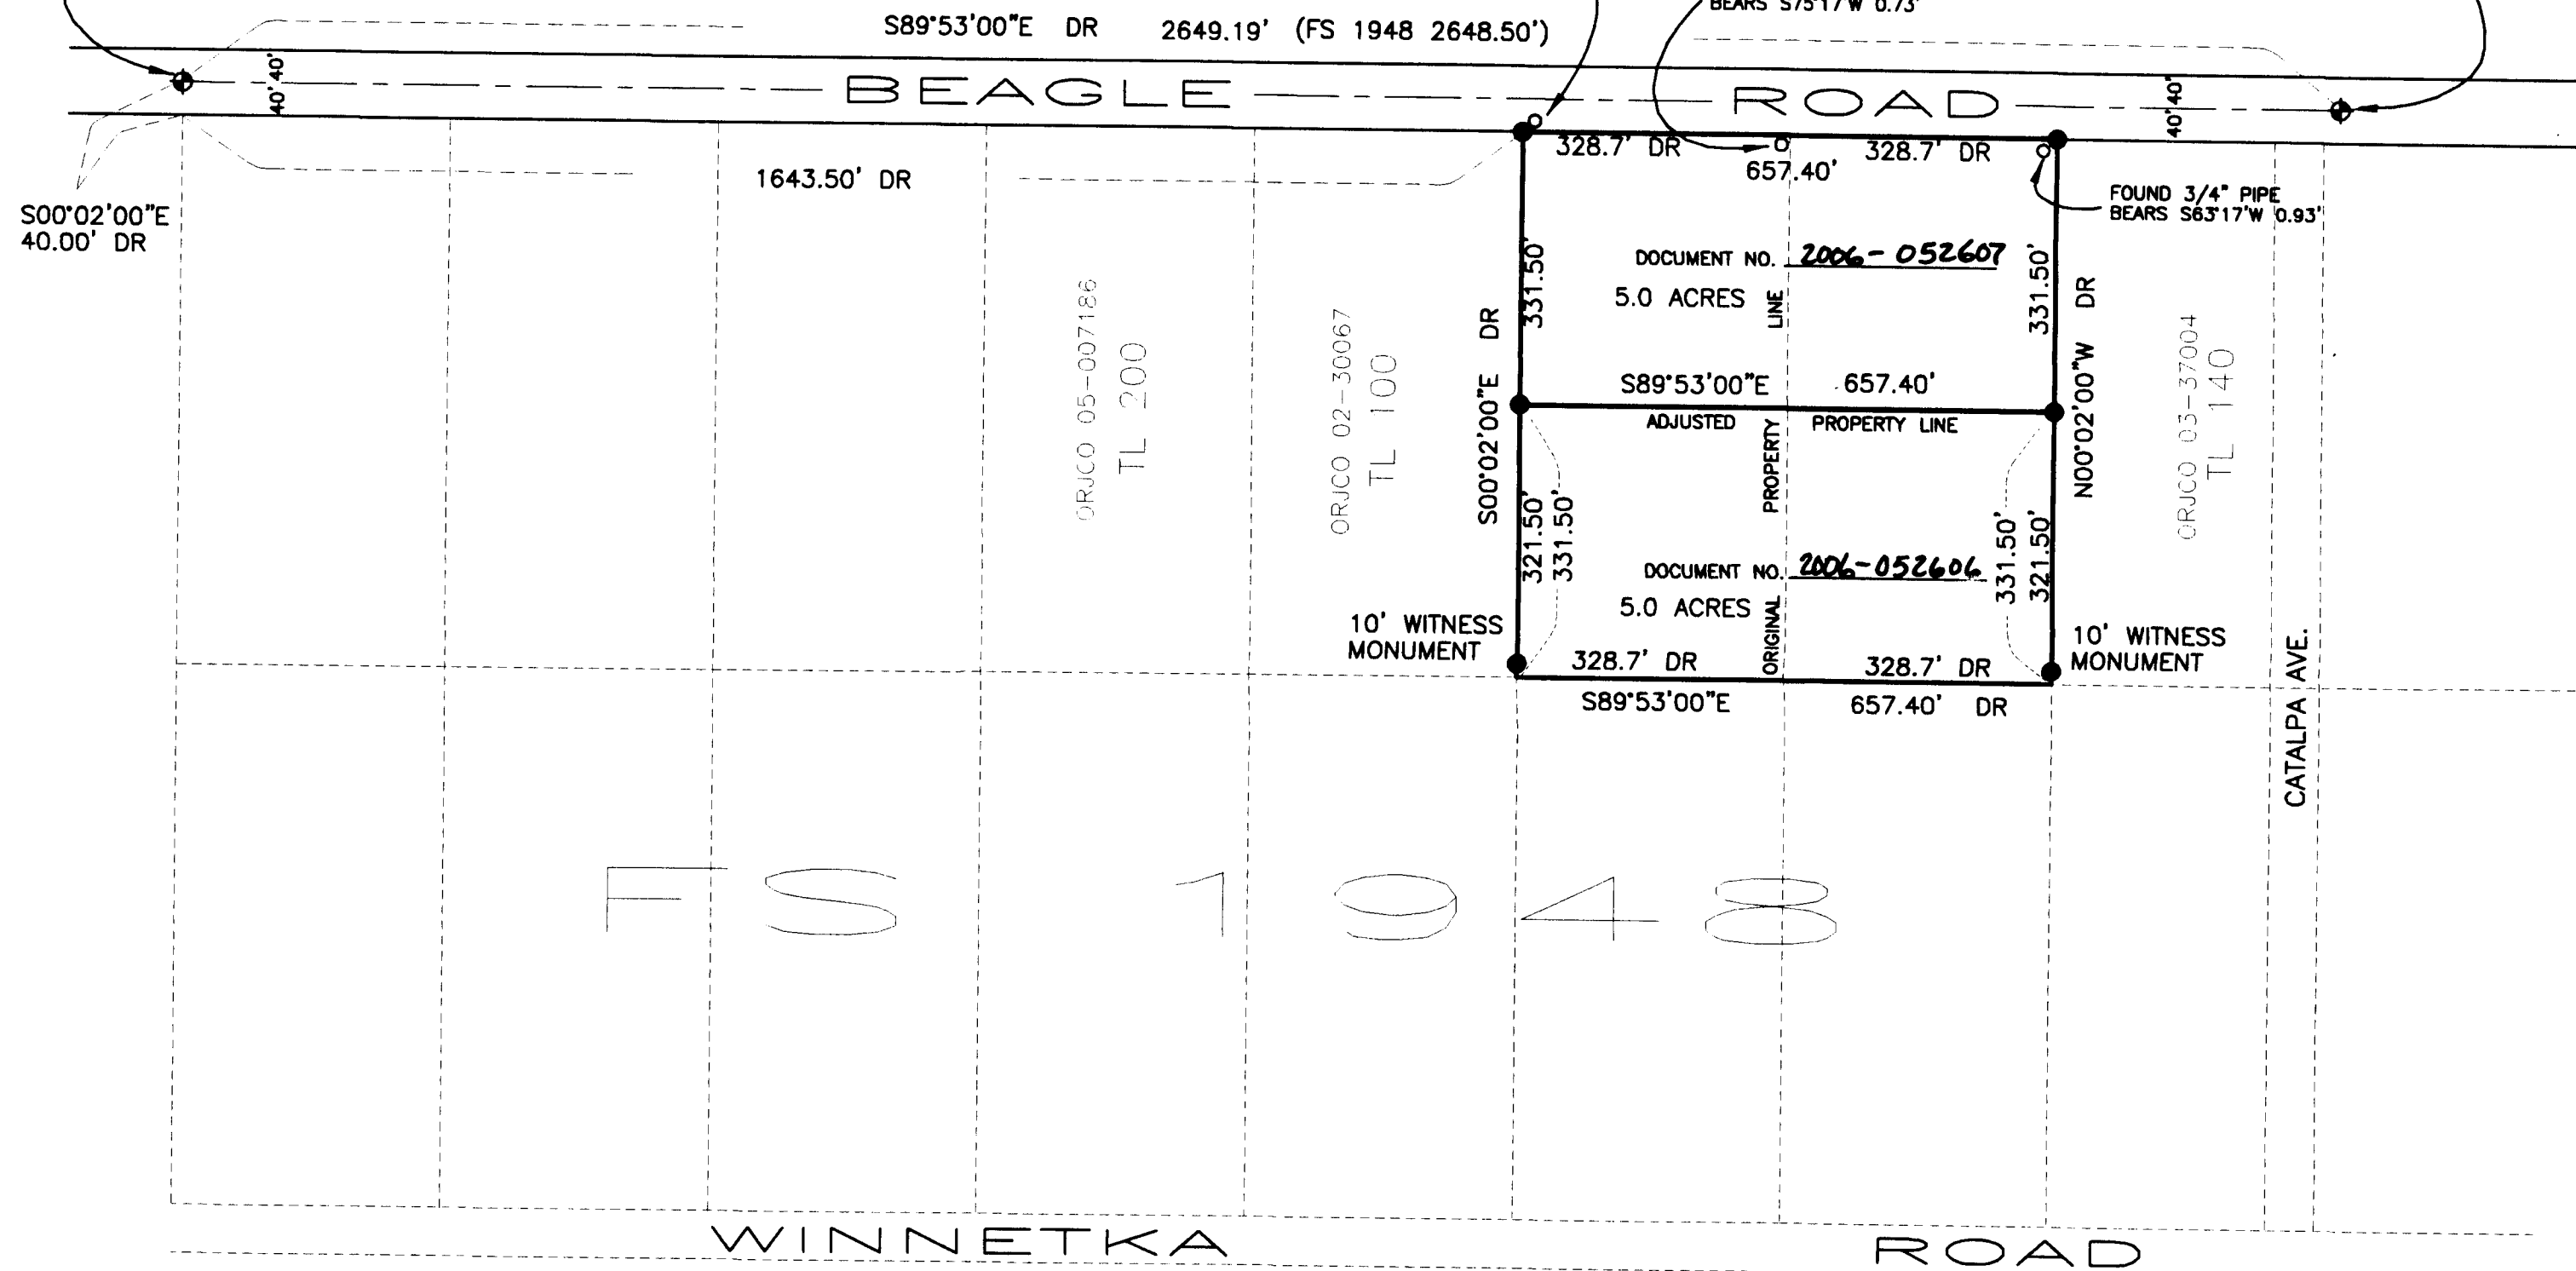 BEARS S75°17'W 0.73'
S89°53'00"E DR 2649.19' (FS 1948 2648.50')
40' 40'
BEAGLE ROAD
40' 40'
328.7' DR
328.7' DR
657.40'
1643.50' DR
S00°02'00"E
40.00' DR
FOUND 3/4" PIPE
BEARS S63°17'W 0.93'
DOCUMENT NO. 2006-052607
5.0 ACRES
331.50'
331.50'
ORJCO 05-007186
TL 200
ORJCO 02-30067
TL 100
S00°02'00"E DR
N00°02'00"W DR
ORJCO 03-37004
TL 140
S89°53'00"E 657.40'
ADJUSTED PROPERTY LINE
ORIGINAL PROPERTY LINE
321.50'
331.50'
331.50'
321.50'
DOCUMENT NO. 2006-052606
5.0 ACRES
10' WITNESS
MONUMENT
10' WITNESS
MONUMENT
328.7' DR
328.7' DR
S89°53'00"E 657.40' DR
CATALPA AVE.
FS 1948
WINNETKA ROAD